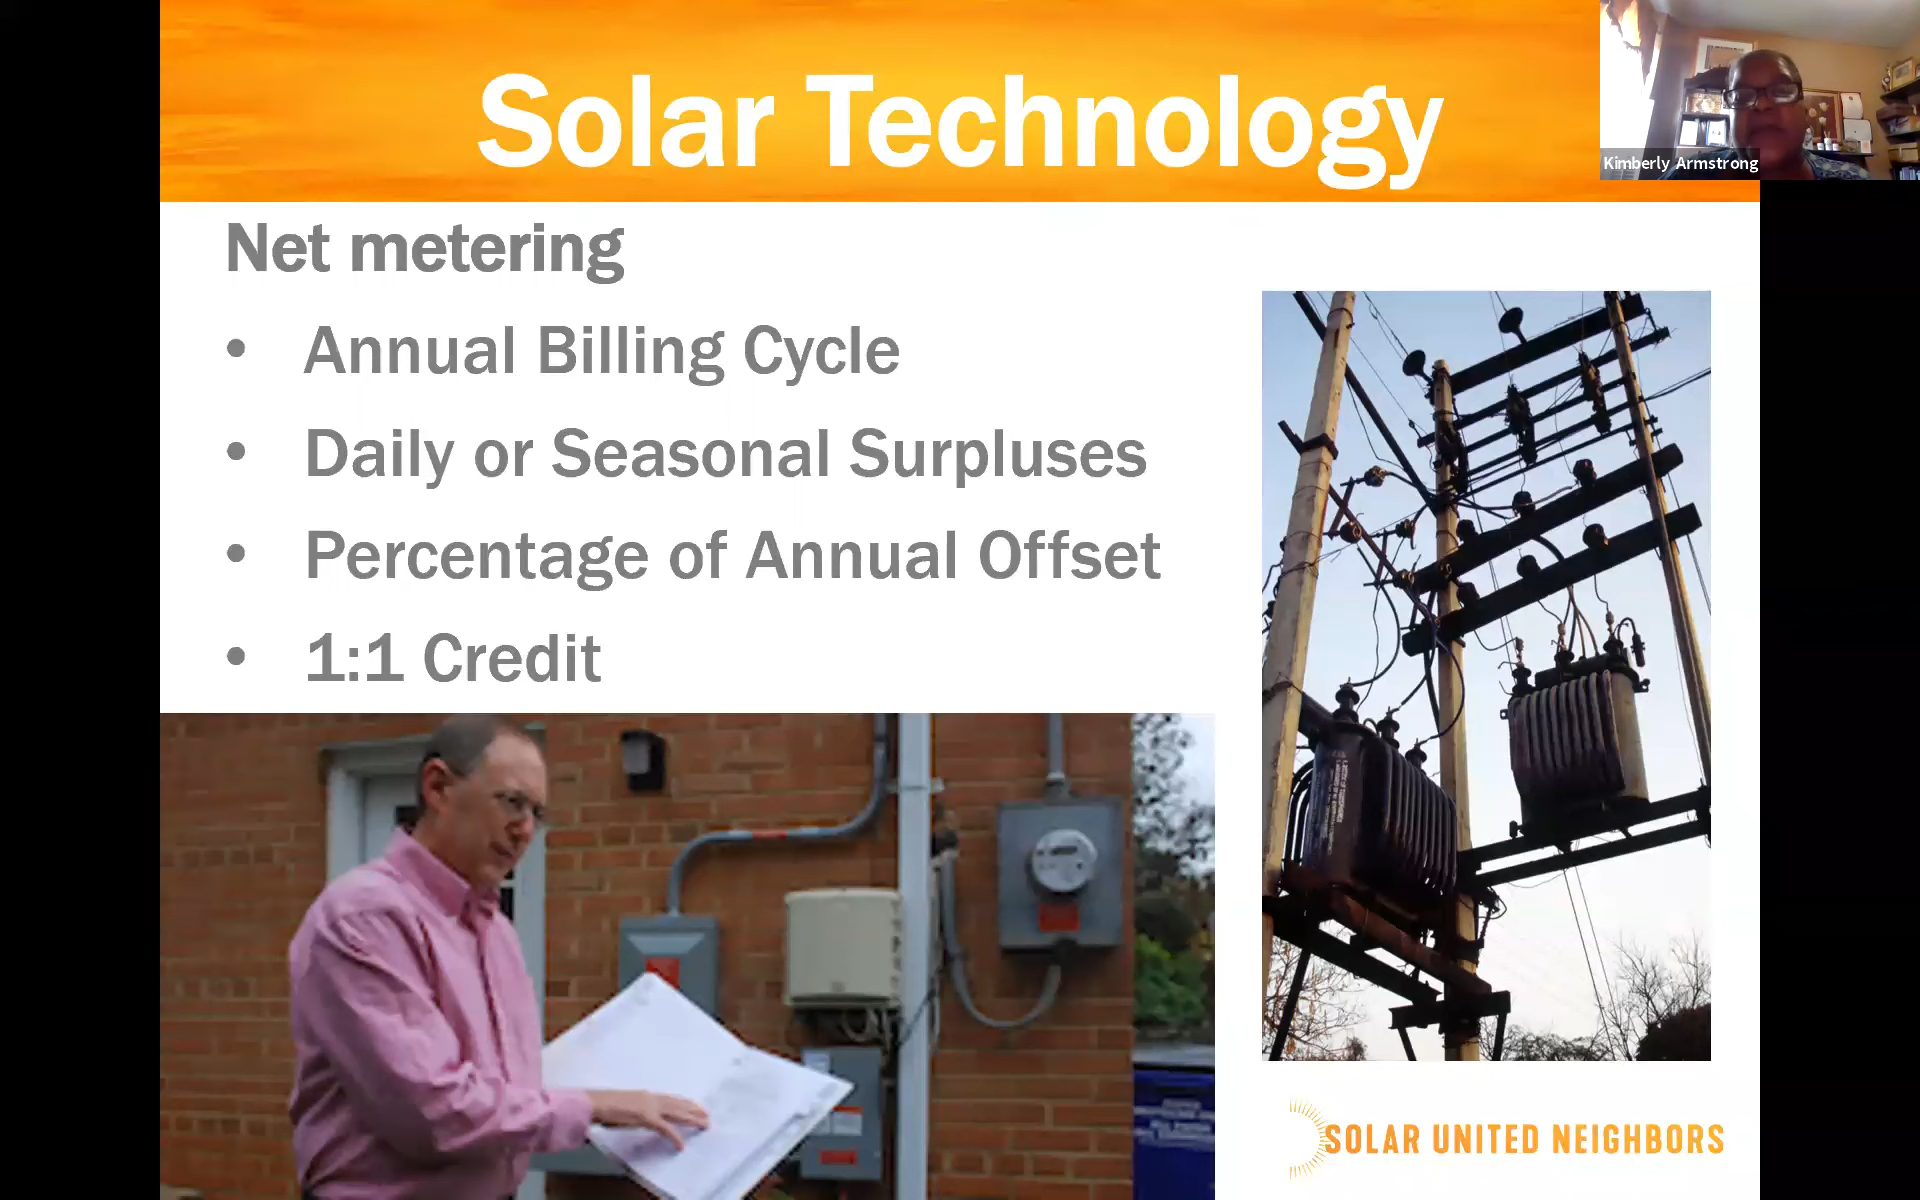 Solar Technology
Kimberly Armstrong
Net metering
• Annual Billing Cycle
• Daily or Seasonal Surpluses
• Percentage of Annual Offset
• 1:1 Credit
SOLAR UNITED NEIGHBORS